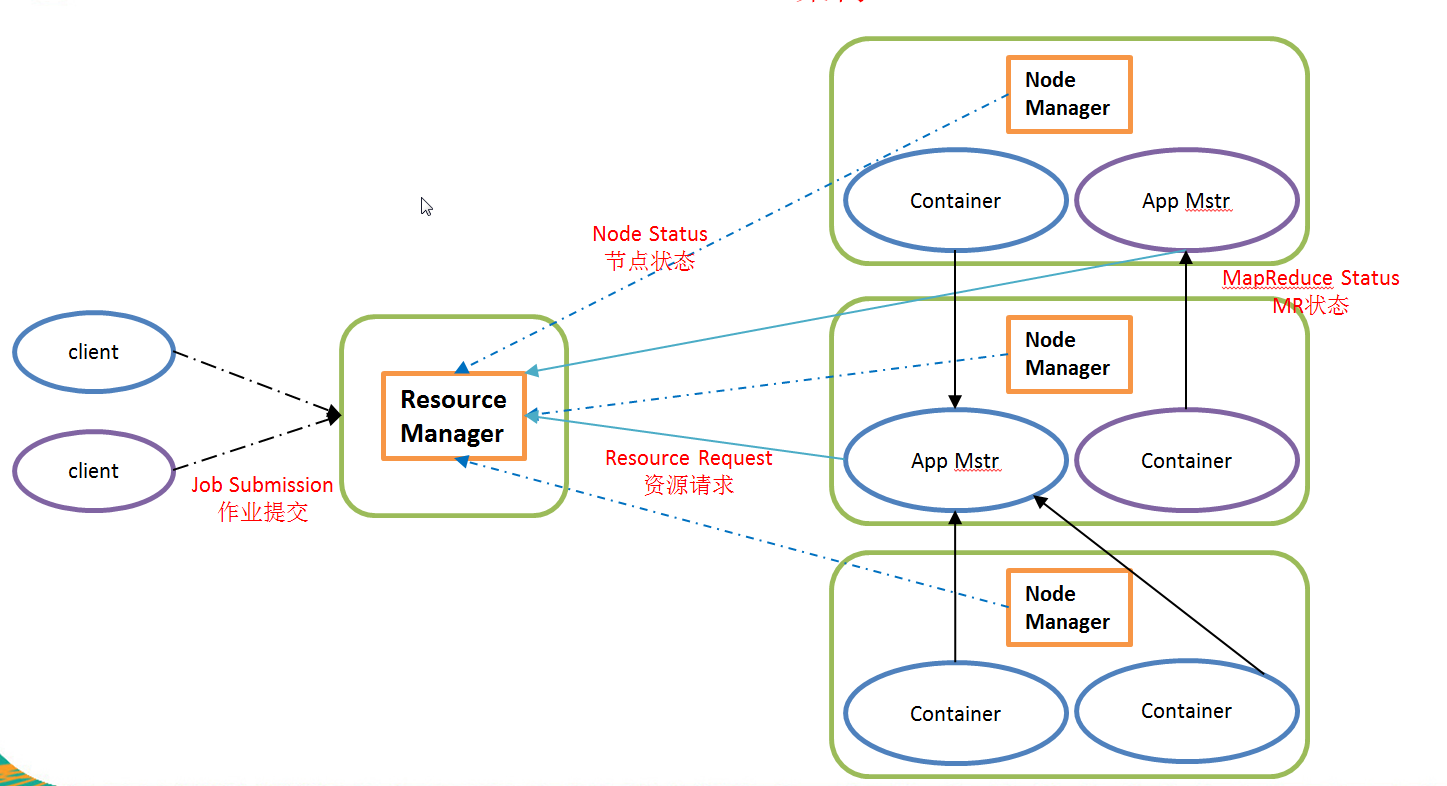 Node
Manager
Container
App Mstr
Node Status
节点状态
MapReduce Status
MR状态
client
Node
Manager
Resource
Manager
client
Job Submission
作业提交
Resource Request
资源请求
App Mstr
Container
Node
Manager
Container
Container